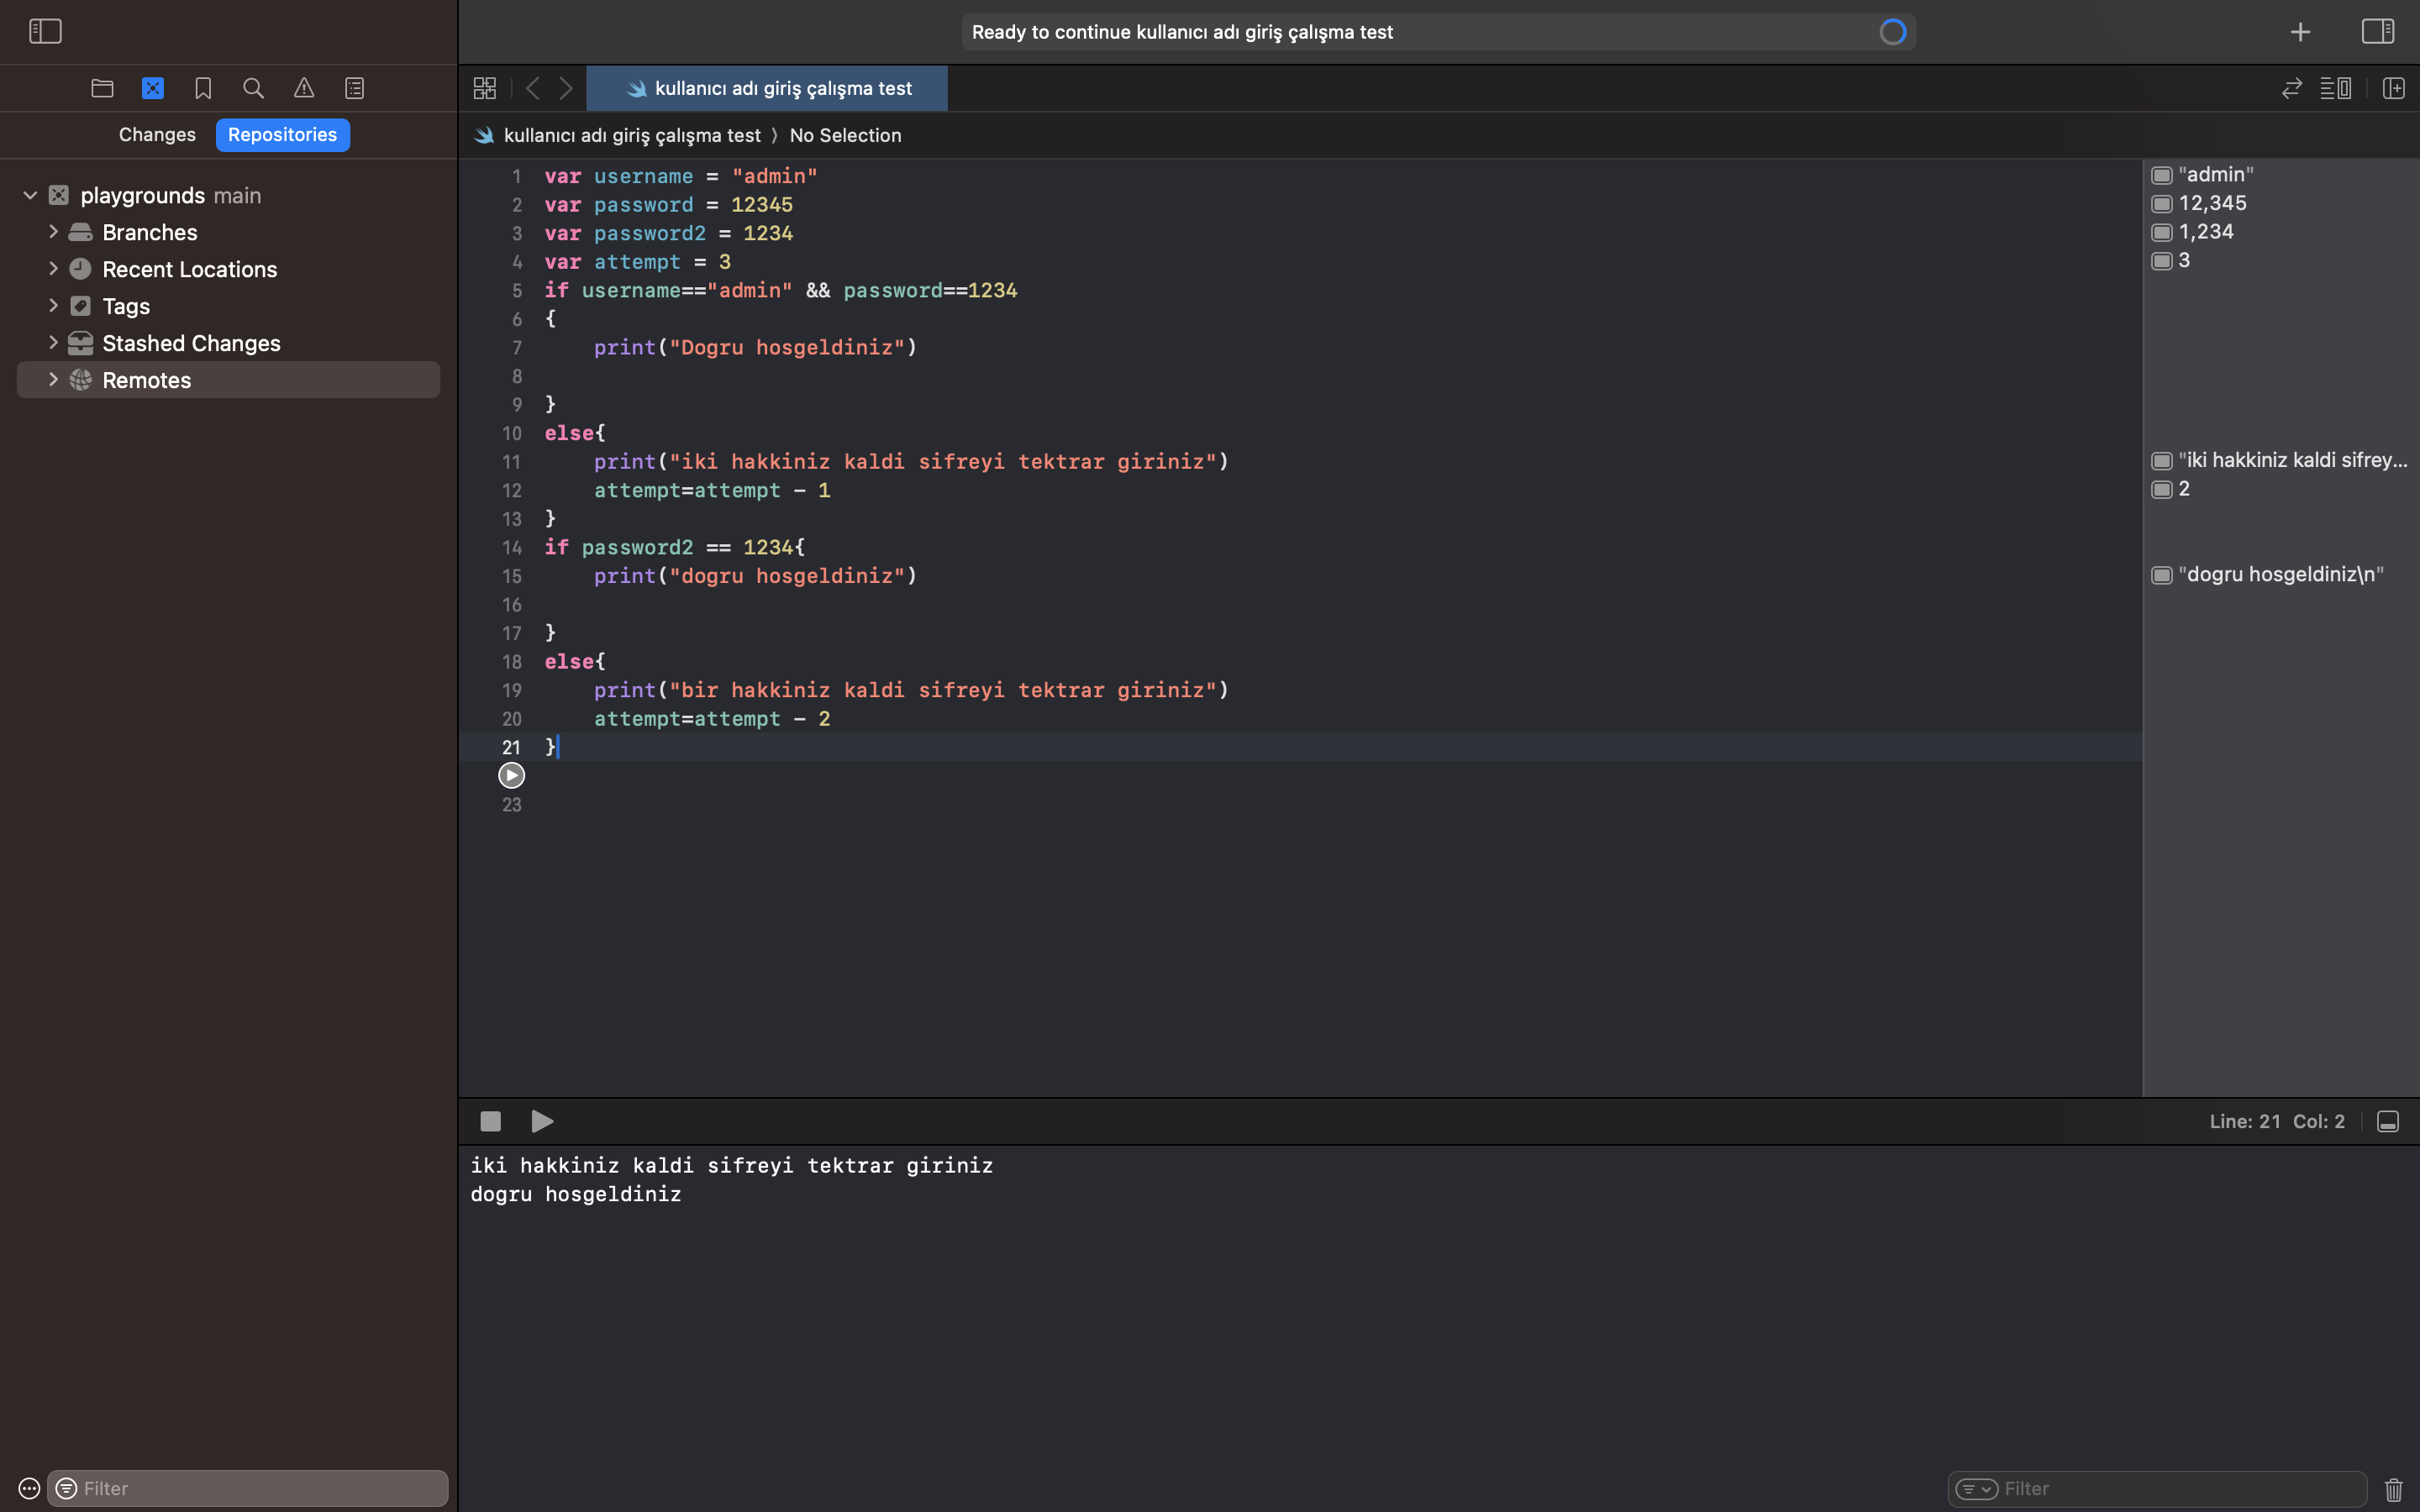 Ready to continue kullanıcı adı giriş çalışma test
kullanıcı adı giriş çalışma test
Changes
Repositories
kullanıcı adı giriş çalışma test 〉 No Selection
playgrounds main
Branches
Recent Locations
Tags
Stashed Changes
Remotes
1 var username = "admin"
2 var password = 12345
3 var password2 = 1234
4 var attempt = 3
5 if username=="admin" && password==1234
6 {
7     print("Dogru hosgeldiniz")
8
9 }
10 else{
11     print("iki hakkiniz kaldi sifreyi tektrar giriniz")
12     attempt=attempt - 1
13 }
14 if password2 == 1234{
15     print("dogru hosgeldiniz")
16
17 }
18 else{
19     print("bir hakkiniz kaldi sifreyi tektrar giriniz")
20     attempt=attempt - 2
21 }
23
"admin"
12,345
1,234
3
"iki hakkiniz kaldi sifrey...
2
"dogru hosgeldiniz\n"
Line: 21 Col: 2
iki hakkiniz kaldi sifreyi tektrar giriniz
dogru hosgeldiniz
Filter
Filter